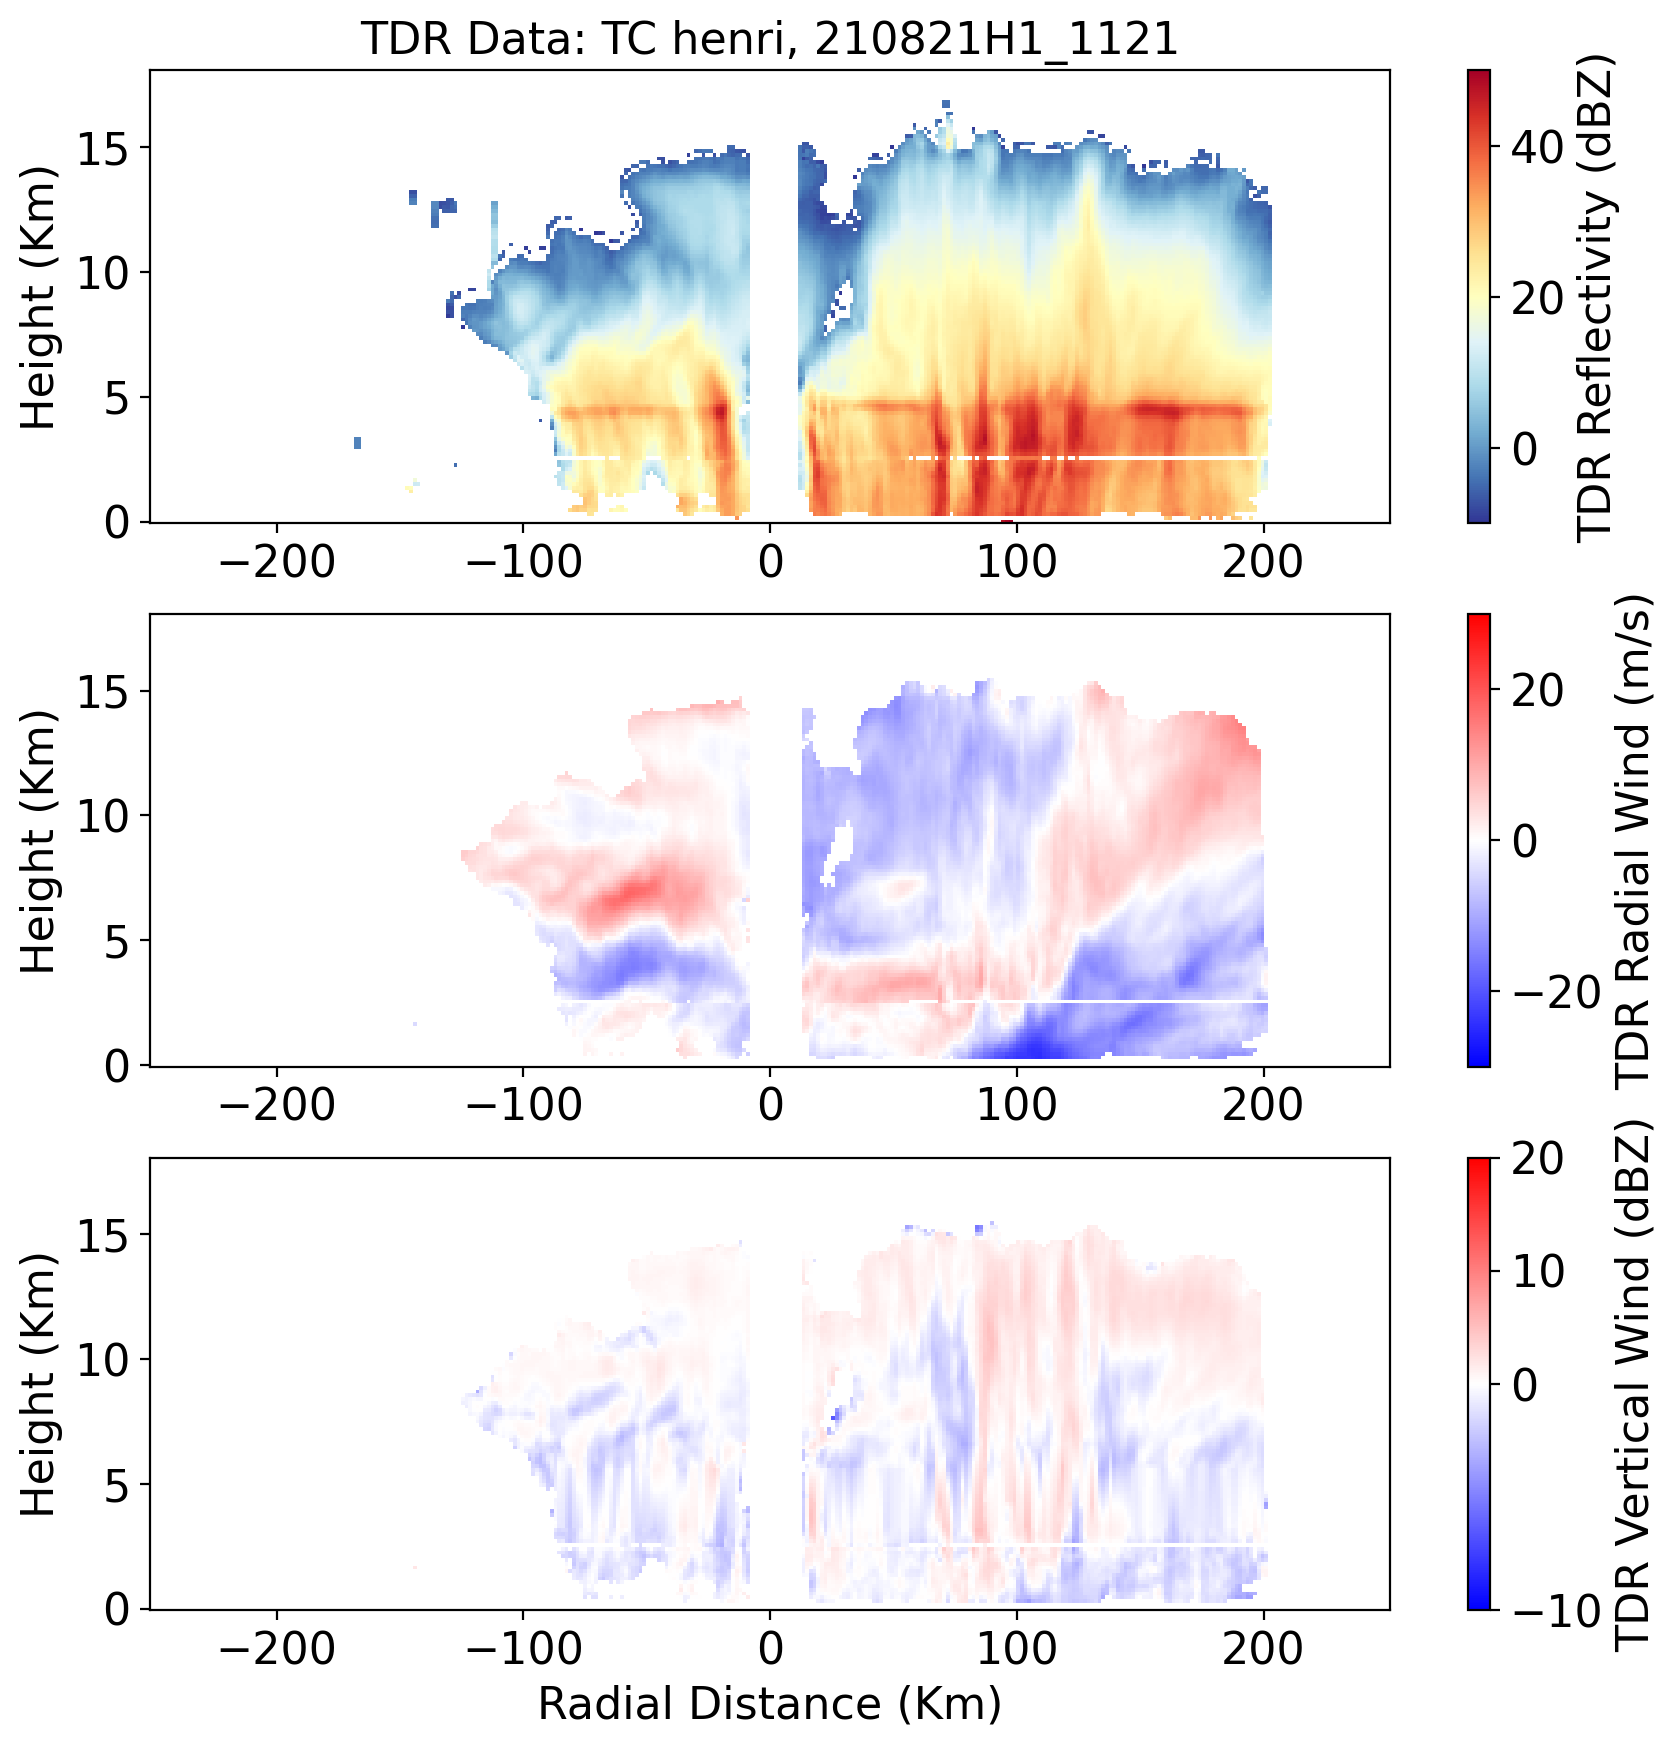 TDR Data: TC henri, 210821H1_1121
Height (Km)
15
10
5
0
−200 −100 0 100 200
40
20
0
TDR Reflectivity (dBZ)
Height (Km)
15
10
5
0
−200 −100 0 100 200
20
0
−20
TDR Radial Wind (m/s)
Height (Km)
15
10
5
0
−200 −100 0 100 200
Radial Distance (Km)
20
10
0
−10
TDR Vertical Wind (dBZ)